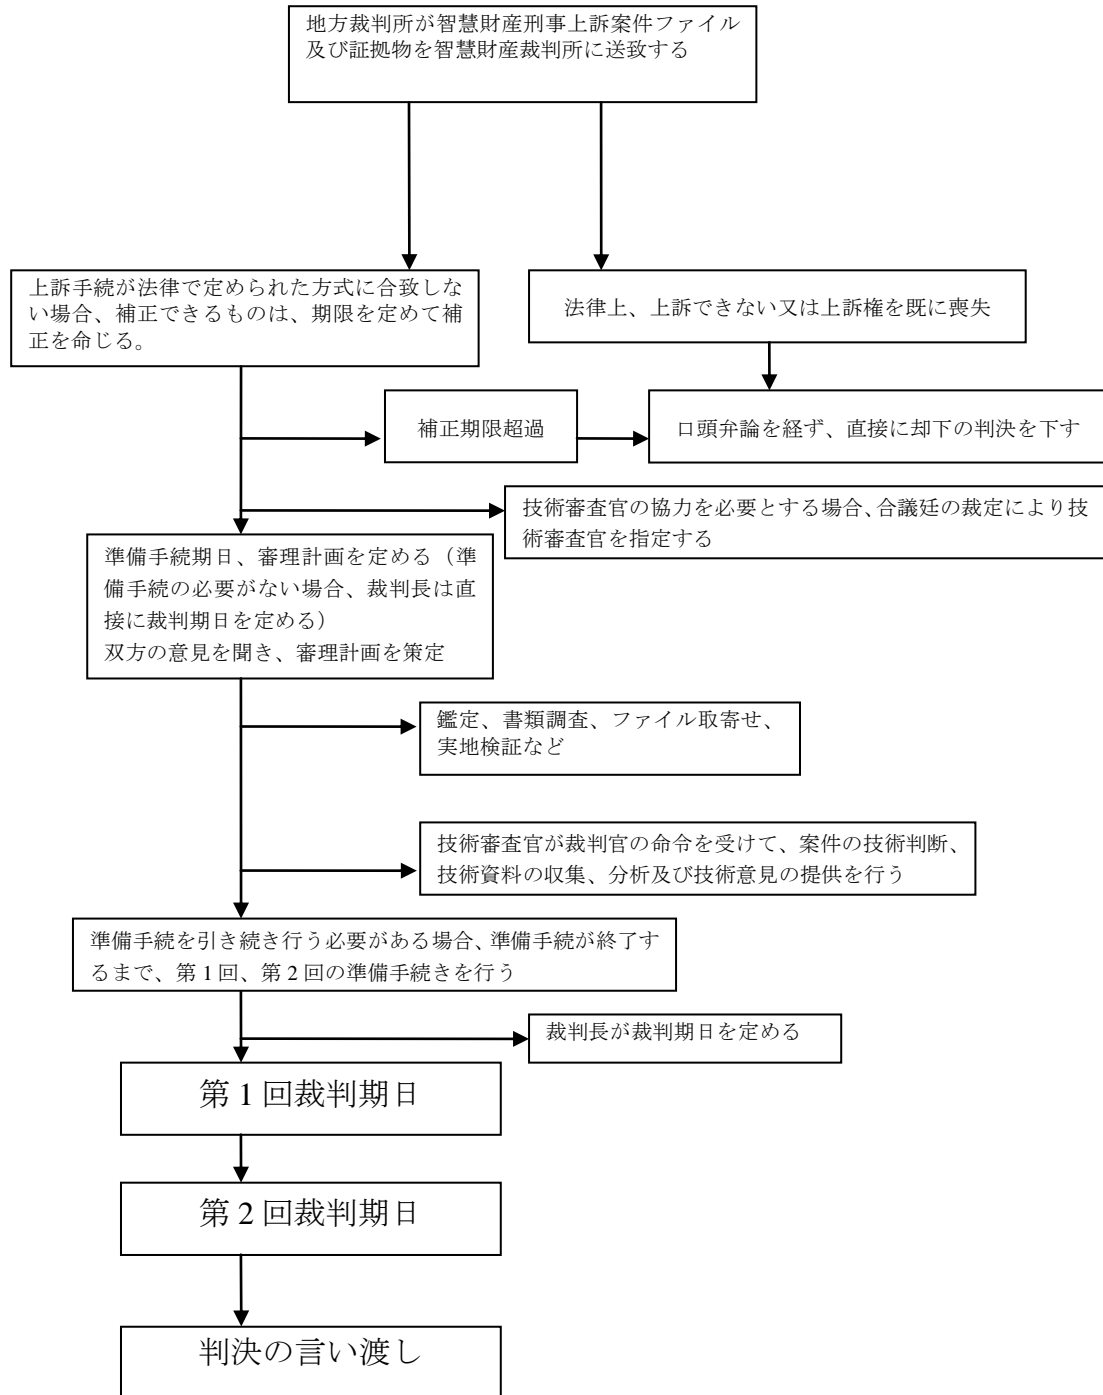 地方裁判所が智慧財産刑事上訴案件ファイル
及び証拠物を智慧財産裁判所に送致する
上訴手続が法律で定められた方式に合致しな
い場合、補正できるものは、期限を定めて補
正を命じる。
法律上、上訴できない又は上訴権を既に喪失
補正期限超過
口頭弁論を経ず、直接に却下の判決を下す
技術審査官の協力を必要とする場合、合議廷の裁定により技
術審査官を指定する
準備手続期日、審理計画を定める(準
備手続の必要がない場合、裁判長は直
接に裁判期日を定める)
双方の意見を聞き、審理計画を策定
鑑定、書類調査、ファイル取寄せ、
実地検証など
技術審査官が裁判官の命令を受けて、案件の技術判断、
技術資料の収集、分析及び技術意見の提供を行う
準備手続を引き続き行う必要がある場合、準備手続が終了す
るまで、第1回、第2回の準備手続きを行う
裁判長が裁判期日を定める
第1回裁判期日
第2回裁判期日
判決の言い渡し